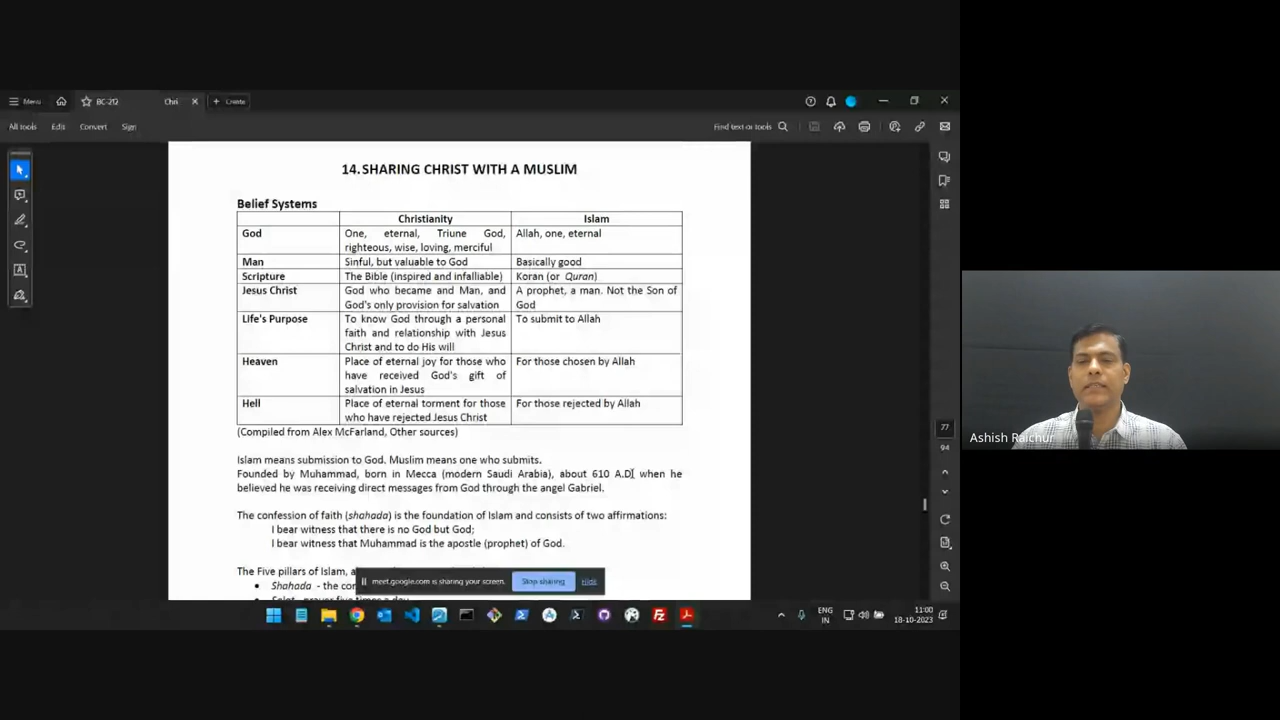 Menu
BC-212
Chri
Create
All tools
Edit
Convert
Sign
Find text or tools
14. SHARING CHRIST WITH A MUSLIM
Belief Systems
Christianity
Islam
God
One, eternal, Triune God,
righteous, wise, loving, merciful
Allah, one, eternal
Man
Sinful, but valuable to God
Basically good
Scripture
The Bible (inspired and infalliable)
Koran (or Quran)
Jesus Christ
God who became and Man, and
God's only provision for salvation
A prophet, a man. Not the Son of
God
Life's Purpose
To know God through a personal
faith and relationship with Jesus
Christ and to do His will
To submit to Allah
Heaven
Place of eternal joy for those who
have received God's gift of
salvation in Jesus
For those chosen by Allah
Hell
Place of eternal torment for those
who have rejected Jesus Christ
For those rejected by Allah
(Compiled from Alex McFarland, Other sources)
Islam means submission to God. Muslim means one who submits.
Founded by Muhammad, born in Mecca (modern Saudi Arabia), about 610 A.D when he
believed he was receiving direct messages from God through the angel Gabriel.
The confession of faith (shahada) is the foundation of Islam and consists of two affirmations:
I bear witness that there is no God but God;
I bear witness that Muhammad is the apostle (prophet) of God.
The Five pillars of Islam, a
• Shahada - the con
meet.google.com is sharing your screen.
Stop sharing
Hide
77
94
Ashish Raichur
ENG
IN
11:00
18-10-2023